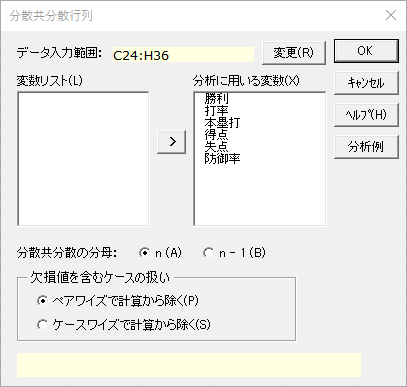 分散共分散行列
データ入力範囲: C24:H36 変更(R) OK
変数リスト(L) 分析に用いる変数(X) キャンセル
勝利
打率
本塁打
得点
失点
防御率
>
ヘルプ(H)
分析例
分散共分散の分母: n(A) n - 1(B)
欠損値を含むケースの扱い
ペアワイズで計算から除く(P)
ケースワイズで計算から除く(S)